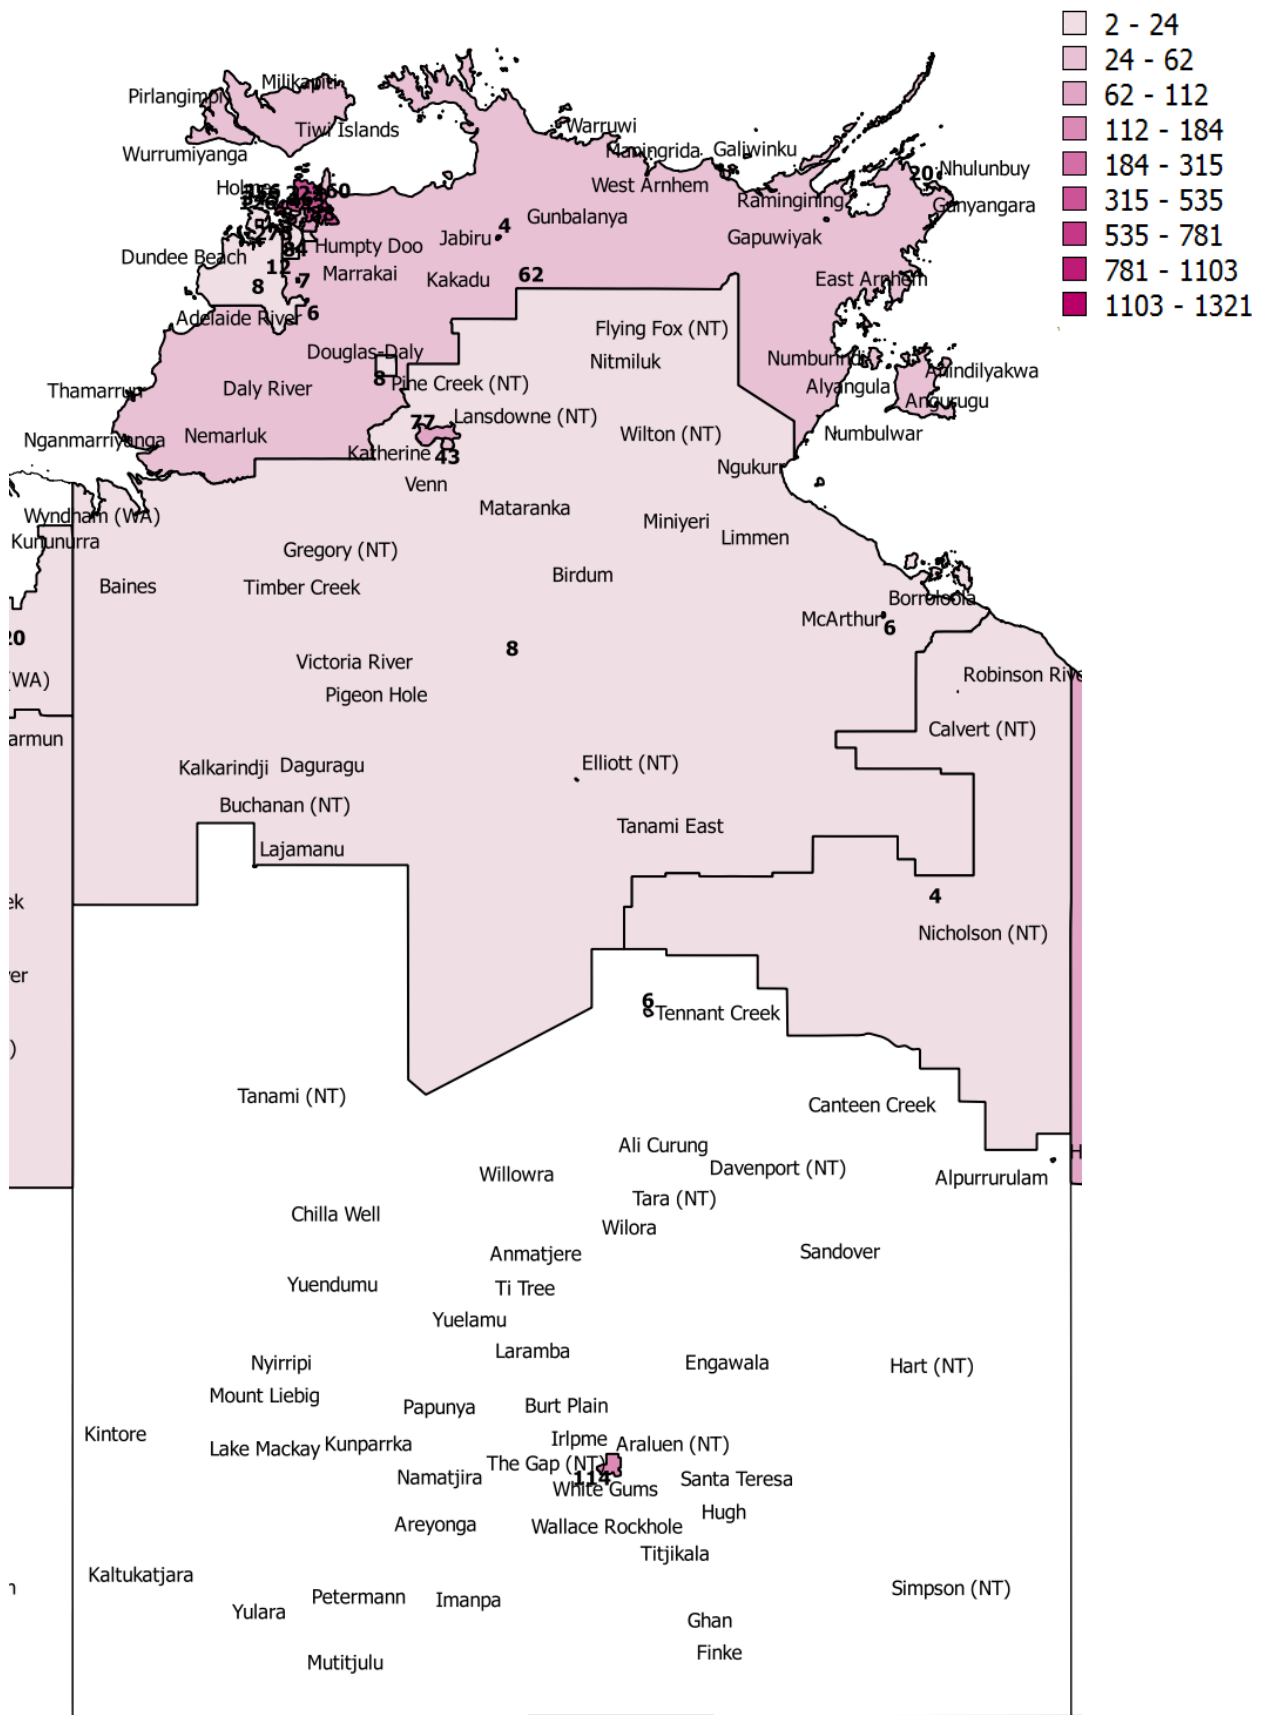 2 - 24
24 - 62
62 - 112
112 - 184
184 - 315
315 - 535
535 - 781
781 - 1103
1103 - 1321
Milikapiti
Pirlangimpi
Tiwi Islands
Wurrumiyanga
Warruwi
Maningrida
Galiwinku
West Arnhem
20
Nhulunbuy
Ramingining
Gunyangara
Gunbalanya
4
Jabiru
Gapuwiyak
Humpty Doo
84
Dundee Beach
12
Marrakai
7
8
Kakadu
62
East Arnhem
Adelaide River
6
Flying Fox (NT)
Douglas-Daly
Nitmiluk
Numburindi
Anindilyakwa
8
Pine Creek (NT)
Alyangula
Thamarrurr
Daly River
Angurugu
77
Lansdowne (NT)
Nganmarriyanga
Nemarluk
Wilton (NT)
Numbulwar
Katherine
43
Ngukurr
Venn
Mataranka
Wyndham (WA)
Miniyeri
Limmen
Kununurra
Gregory (NT)
Baines
Timber Creek
Birdum
Borroloola
McArthur
6
20
8
Victoria River
(WA)
Robinson Rive
Pigeon Hole
Calvert (NT)
armun
Kalkarindji
Daguragu
Elliott (NT)
Buchanan (NT)
Tanami East
Lajamanu
4
ek
Nicholson (NT)
er
6
Tennant Creek
)
Tanami (NT)
Canteen Creek
Ali Curung
H
Willowra
Davenport (NT)
Alpurrurulam
Tara (NT)
Chilla Well
Wilora
Anmatjere
Sandover
Yuendumu
Ti Tree
Yuelamu
Laramba
Nyirripi
Engawala
Hart (NT)
Mount Liebig
Papunya
Burt Plain
Kintore
Irlpme
Lake Mackay
Kunparrka
Araluen (NT)
The Gap (NT)
Namatjira
114
Santa Teresa
White Gums
Hugh
Areyonga
Wallace Rockhole
Titjikala
Kaltukatjara
n
Simpson (NT)
Petermann
Imanpa
Yulara
Ghan
Finke
Mutitjulu